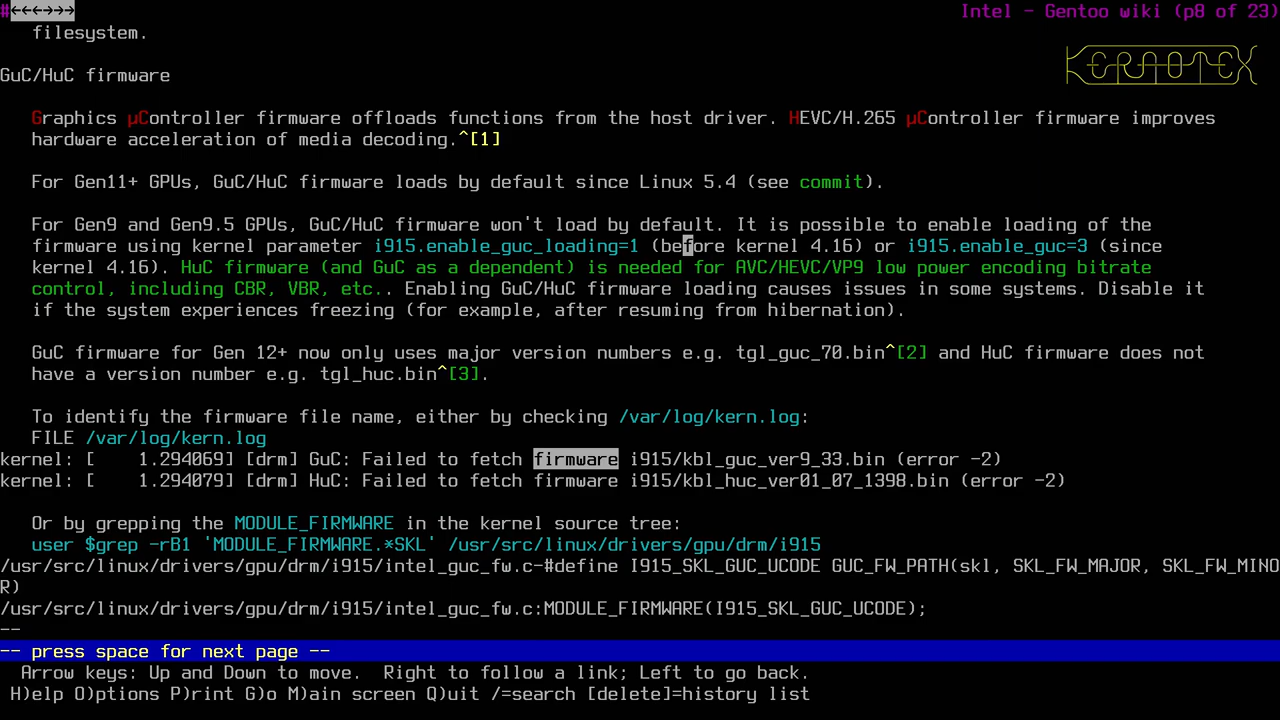 #←←←→→→ Intel - Gentoo wiki (p8 of 23)
filesystem.
KERAOTEX
GuC/HuC firmware
Graphics µController firmware offloads functions from the host driver. HEVC/H.265 µController firmware improves
hardware acceleration of media decoding.^[1]
For Gen11+ GPUs, GuC/HuC firmware loads by default since Linux 5.4 (see commit).
For Gen9 and Gen9.5 GPUs, GuC/HuC firmware won't load by default. It is possible to enable loading of the
firmware using kernel parameter i915.enable_guc_loading=1 (before kernel 4.16) or i915.enable_guc=3 (since
kernel 4.16). HuC firmware (and GuC as a dependent) is needed for AVC/HEVC/VP9 low power encoding bitrate
control, including CBR, VBR, etc.. Enabling GuC/HuC firmware loading causes issues in some systems. Disable it
if the system experiences freezing (for example, after resuming from hibernation).
GuC firmware for Gen 12+ now only uses major version numbers e.g. tgl_guc_70.bin^[2] and HuC firmware does not
have a version number e.g. tgl_huc.bin^[3].
To identify the firmware file name, either by checking /var/log/kern.log:
FILE /var/log/kern.log
kernel: [    1.294069] [drm] GuC: Failed to fetch firmware i915/kbl_guc_ver9_33.bin (error -2)
kernel: [    1.294079] [drm] HuC: Failed to fetch firmware i915/kbl_huc_ver01_07_1398.bin (error -2)
Or by grepping the MODULE_FIRMWARE in the kernel source tree:
user $grep -rB1 'MODULE_FIRMWARE.*SKL' /usr/src/linux/drivers/gpu/drm/i915
/usr/src/linux/drivers/gpu/drm/i915/intel_guc_fw.c-#define I915_SKL_GUC_UCODE GUC_FW_PATH(skl, SKL_FW_MAJOR, SKL_FW_MINO
R)
/usr/src/linux/drivers/gpu/drm/i915/intel_guc_fw.c:MODULE_FIRMWARE(I915_SKL_GUC_UCODE);
--
-- press space for next page --
Arrow keys: Up and Down to move.  Right to follow a link; Left to go back.
H)elp O)ptions P)rint G)o M)ain screen Q)uit /=search [delete]=history list